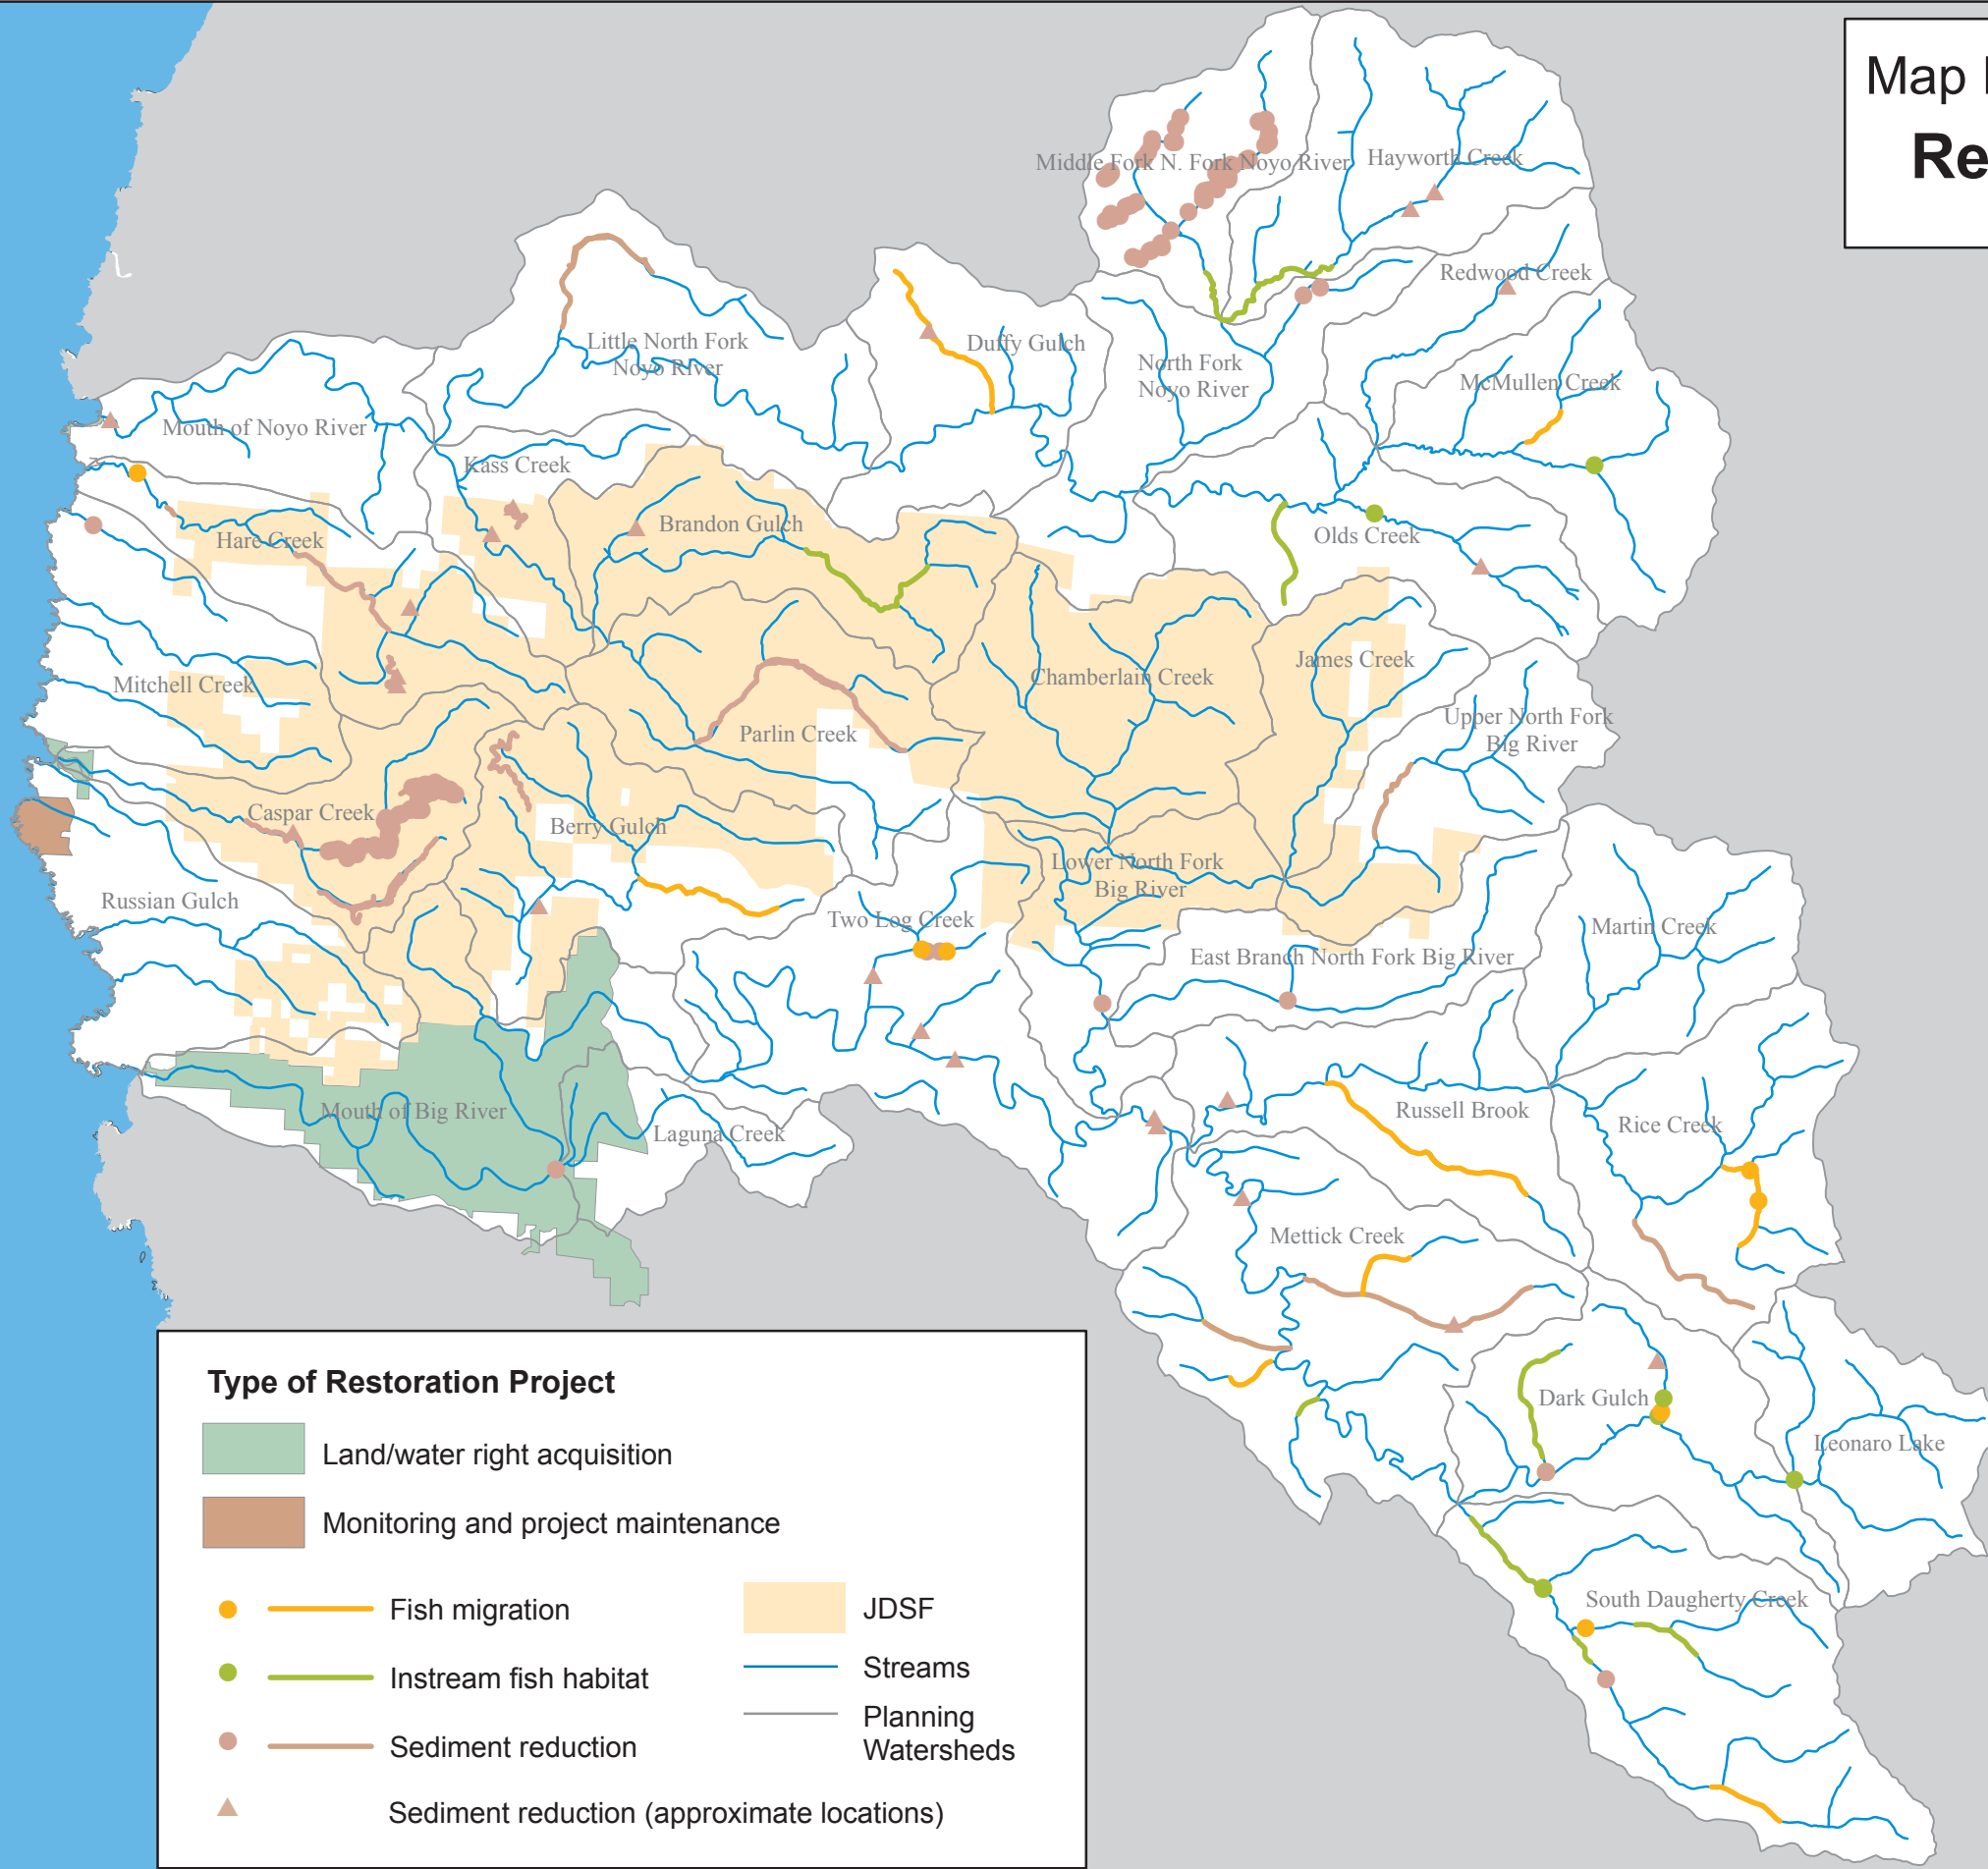 Map
Re
Middle Fork N. Fork Noyo River
Hayworth Creek
Redwood Creek
Little North Fork
Noyo River
Duffy Gulch
North Fork
Noyo River
McMullen Creek
Mouth of Noyo River
Kass Creek
Brandon Gulch
Olds Creek
Hare Creek
Mitchell Creek
Chamberlain Creek
James Creek
Parlin Creek
Upper North Fork
Big River
Caspar Creek
Berry Gulch
Lower North Fork
Big River
Russian Gulch
Two Log Creek
Martin Creek
East Branch North Fork Big River
Mouth of Big River
Laguna Creek
Russell Brook
Rice Creek
Mettick Creek
Dark Gulch
Leonaro Lake
South Daugherty Creek
Type of Restoration Project
Land/water right acquisition
Monitoring and project maintenance
Fish migration
Instream fish habitat
Sediment reduction
Sediment reduction (approximate locations)
JDSF
Streams
Planning
Watersheds